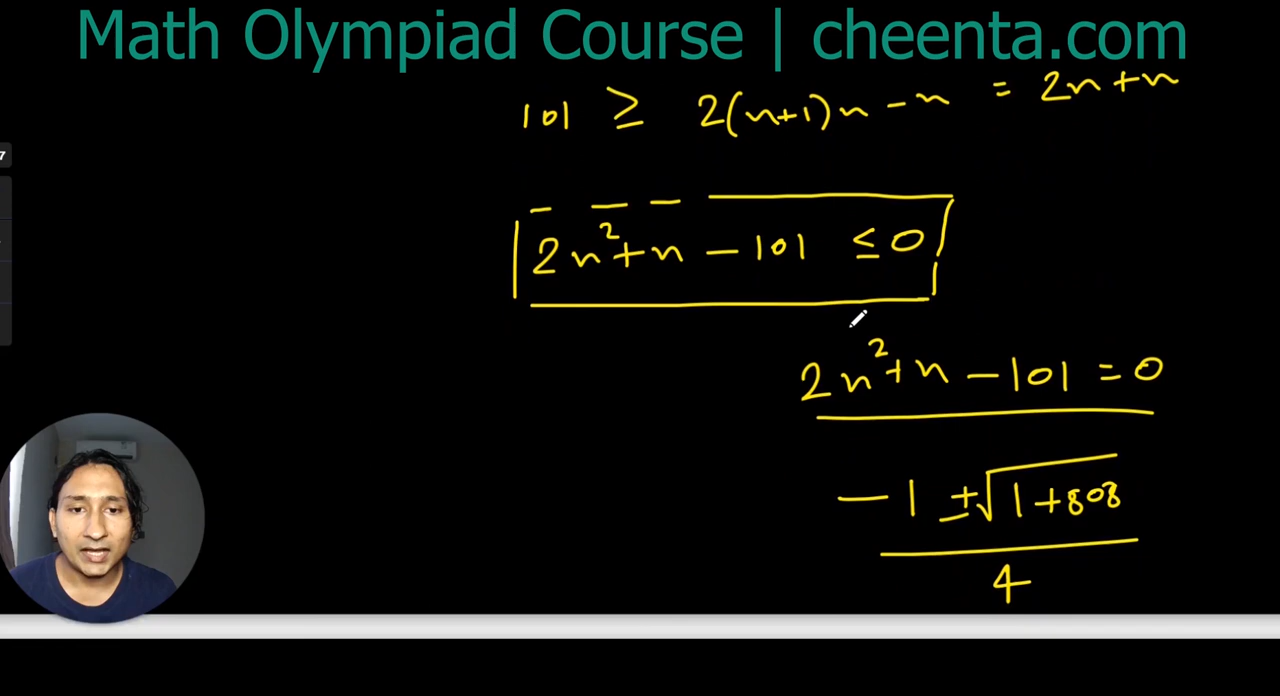 Math Olympiad Course | cheenta.com
101 ≥ 2(n+1)n - n = 2n + n
7
2n² + n - 101 ≤ 0
2n² + n - 101 = 0
-1 ± √1+808
4